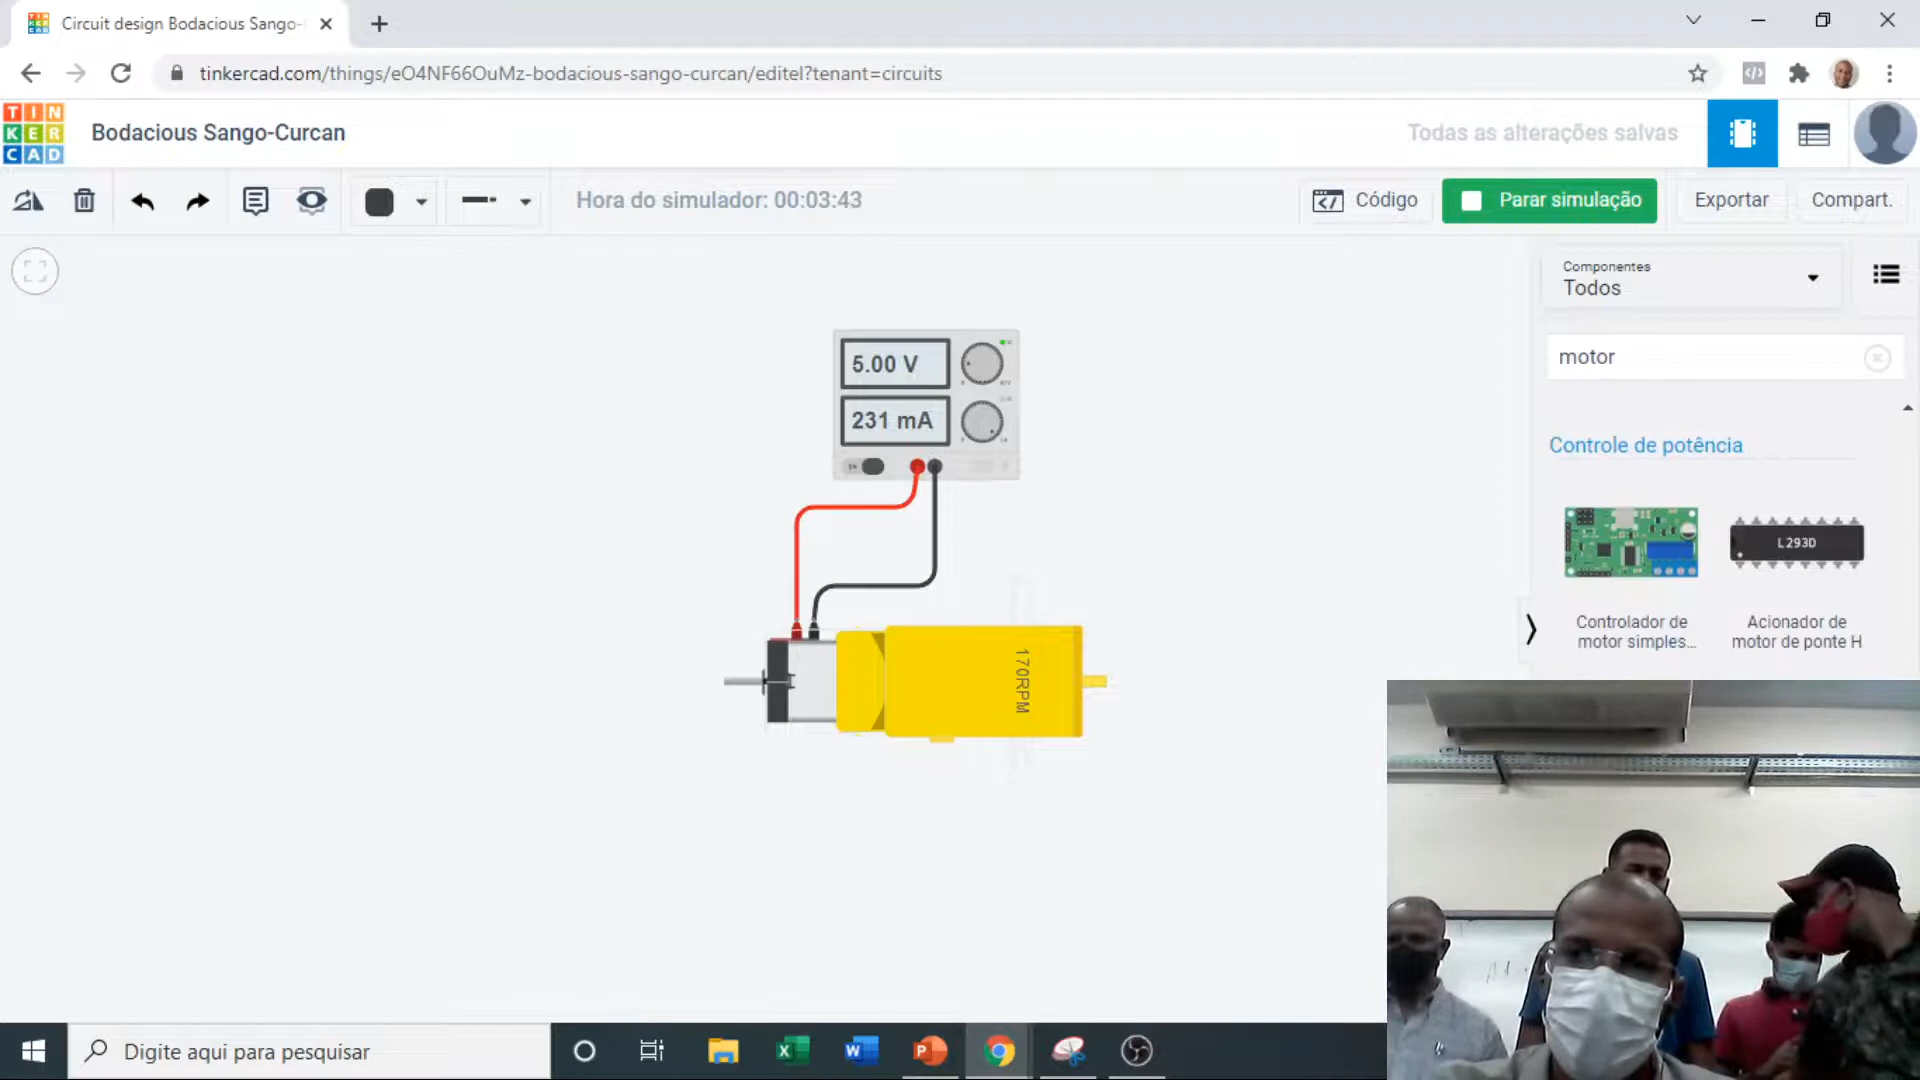 Circuit design Bodacious Sango-
tinkercad.com/things/eO4NF66OuMz-bodacious-sango-curcan/editel?tenant=circuits
TIN
KER
CAD
Bodacious Sango-Curcan
Todas as alterações salvas
Hora do simulador: 00:03:43
Código
Parar simulação
Exportar
Compart.
Componentes
Todos
motor
5.00 V
231 mA
Controle de potência
L293D
Controlador de
motor simples...
Acionador de
motor de ponte H
170RPM
Digite aqui para pesquisar